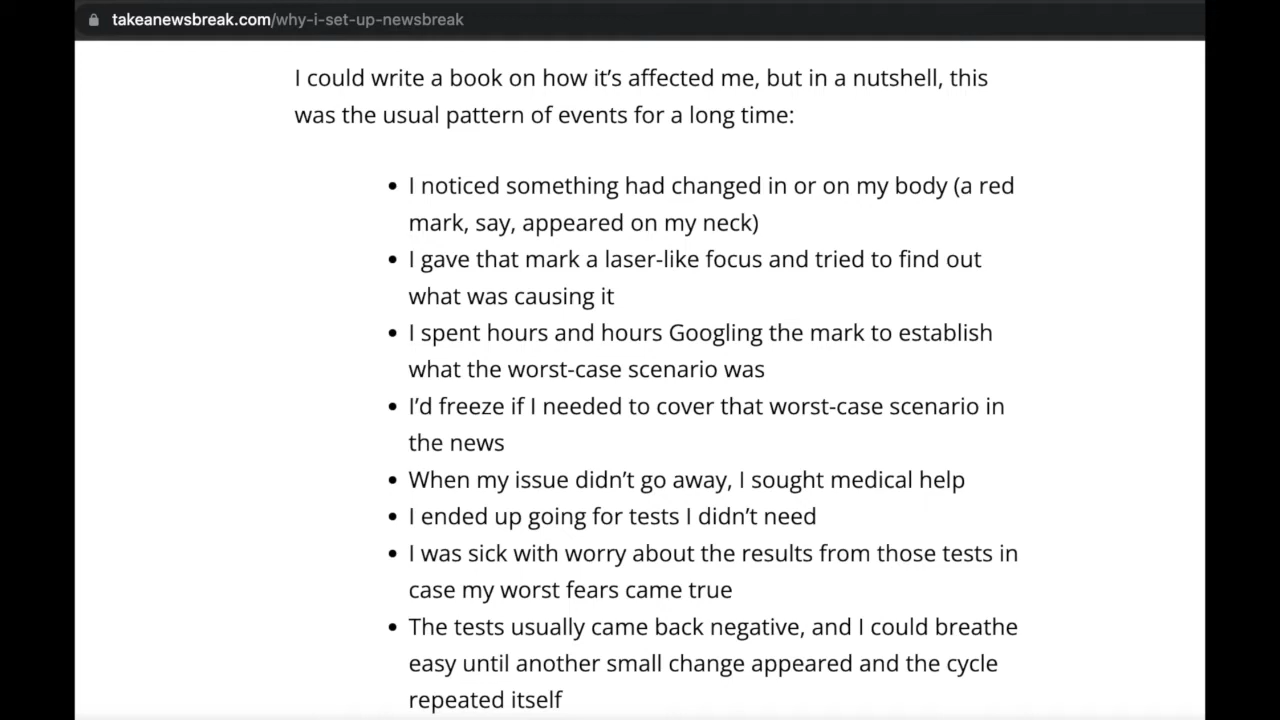 takeanewsbreak.com/why-i-set-up-newsbreak
I could write a book on how it’s affected me, but in a nutshell, this
was the usual pattern of events for a long time:
• I noticed something had changed in or on my body (a red
mark, say, appeared on my neck)
• I gave that mark a laser-like focus and tried to find out
what was causing it
• I spent hours and hours Googling the mark to establish
what the worst-case scenario was
• I’d freeze if I needed to cover that worst-case scenario in
the news
• When my issue didn’t go away, I sought medical help
• I ended up going for tests I didn’t need
• I was sick with worry about the results from those tests in
case my worst fears came true
• The tests usually came back negative, and I could breathe
easy until another small change appeared and the cycle
repeated itself